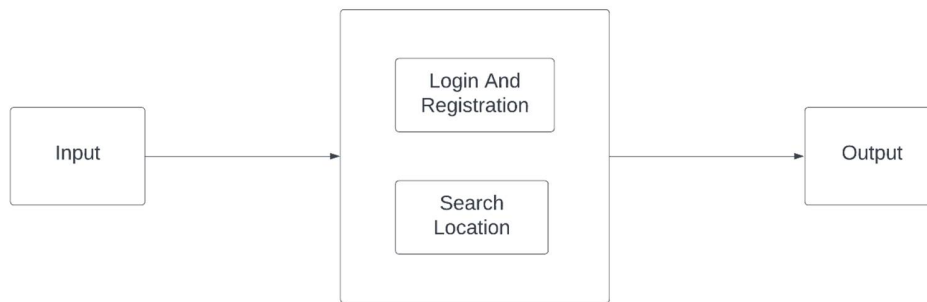 Input
Login And
Registration
Search
Location
Output